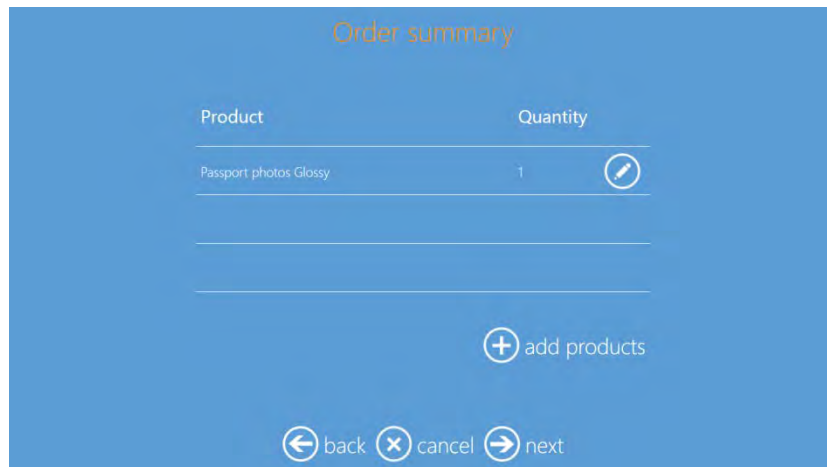 Order summary
Product Quantity
Passport photos Glossy 1
add products
back cancel next